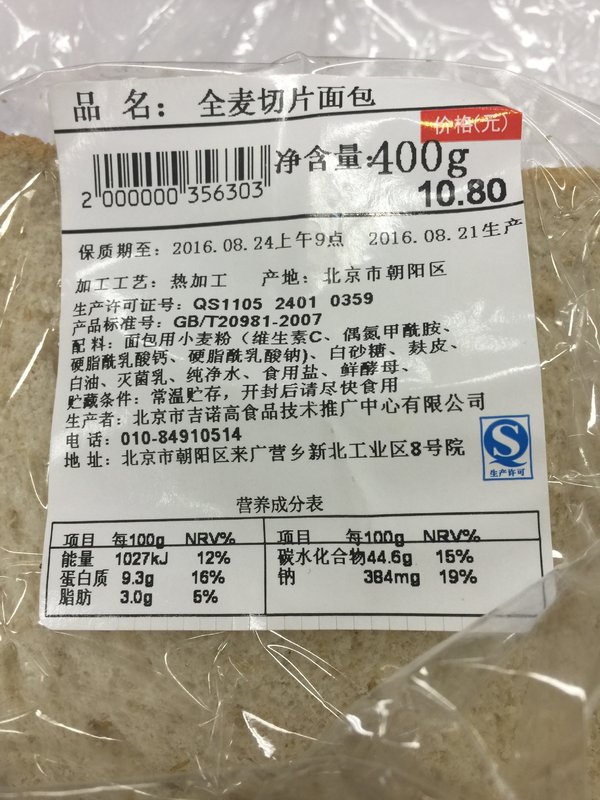 品 名： 全麦切片面包
价格(元)
净含量:400g
10.80
2 000000 356303
保质期至： 2016.08.24上午9点 2016.08.21生产
加工工艺： 热加工 产地：北京市朝阳区
生产许可证号：QS1105 2401 0359
产品标准号：GB/T20981-2007
配料：面包用小麦粉（维生素C、偶氮甲酰胺、
硬脂酰乳酸钙、硬脂酰乳酸钠)、白砂糖、麸皮、
白油、灭菌乳、纯净水、食用盐、鲜酵母、
贮藏条件：常温贮存，开封后请尽快食用
生产者：北京市吉诺高食品技术推广中心有限公司
电 话：010-84910514
地 址：北京市朝阳区来广营乡新北工业区8号院
生产许可
营养成分表
项目 每100g NRV% 项目 每100g NRV%
能量 1027kJ 12% 碳水化合物44.6g 15%
蛋白质 9.3g 16% 钠 384mg 19%
脂肪 3.0g 5%